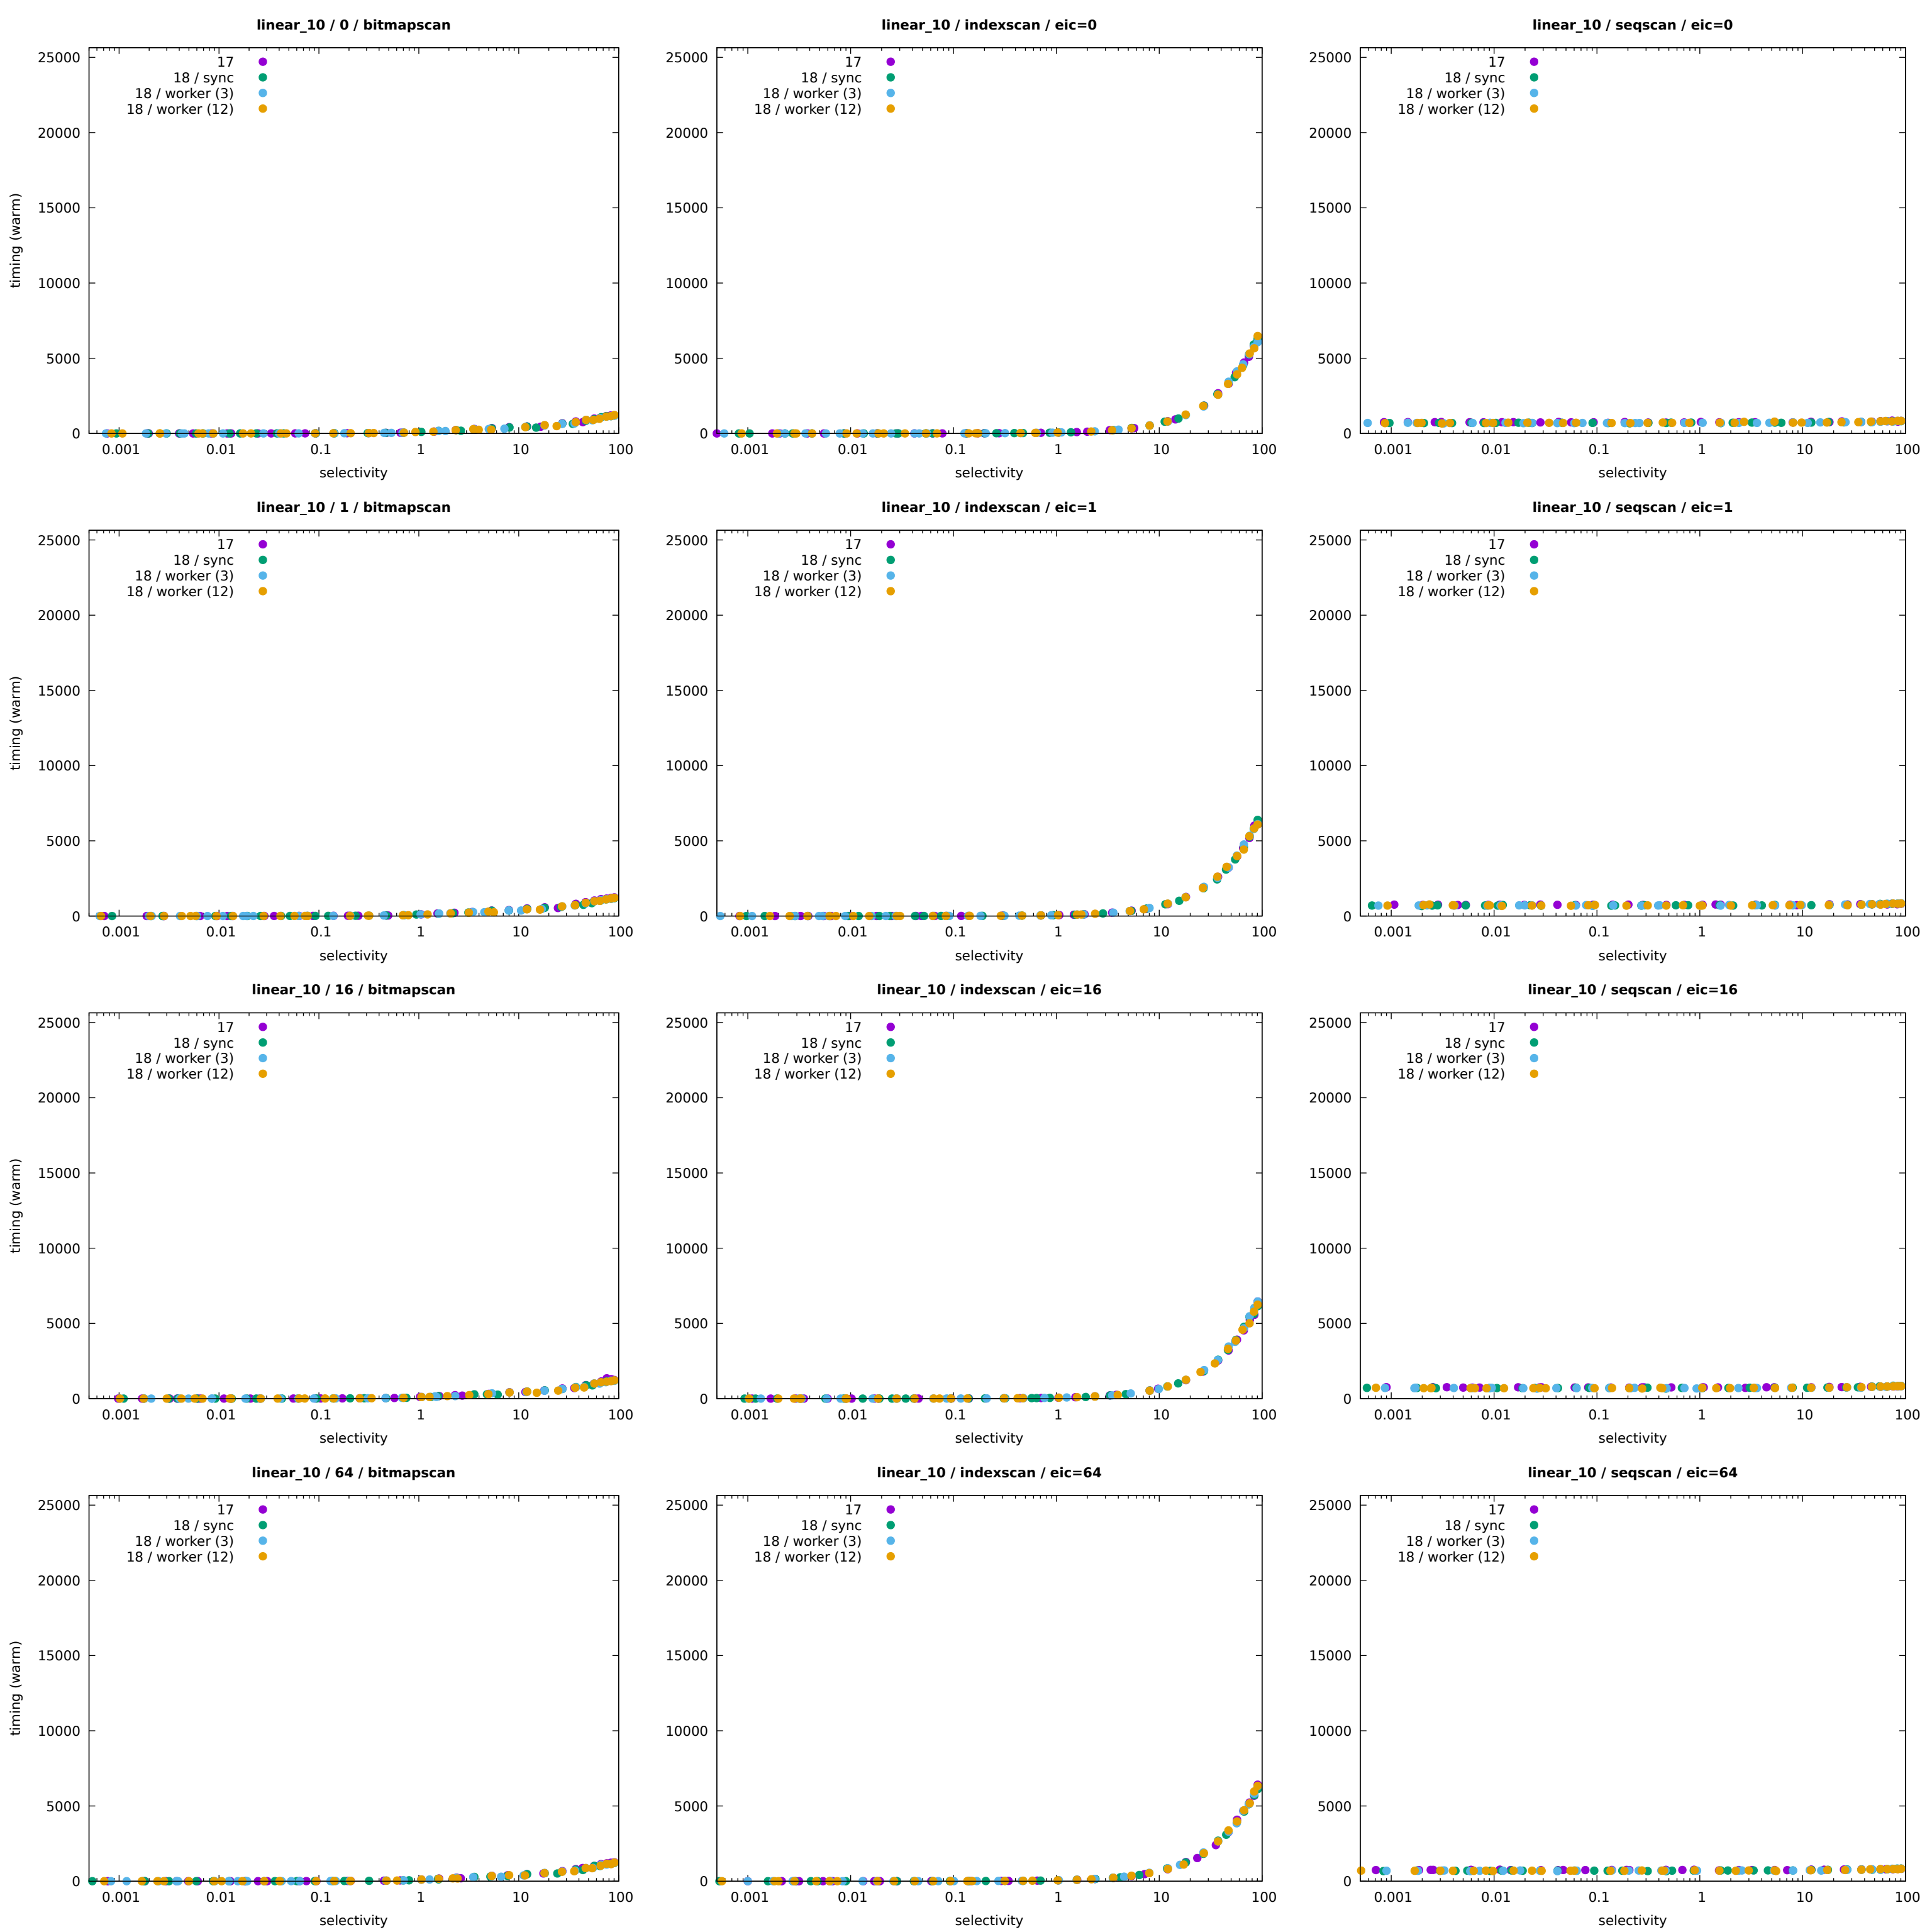 linear_10 / 0 / bitmapscan
25000
20000
15000
10000
5000
0
timing (warm)
17
18 / sync
18 / worker (3)
18 / worker (12)
0.001 0.01 0.1 1 10 100
selectivity
linear_10 / indexscan / eic=0
25000
20000
15000
10000
5000
0
17
18 / sync
18 / worker (3)
18 / worker (12)
0.001 0.01 0.1 1 10 100
selectivity
linear_10 / seqscan / eic=0
25000
20000
15000
10000
5000
0
17
18 / sync
18 / worker (3)
18 / worker (12)
0.001 0.01 0.1 1 10 100
selectivity
linear_10 / 1 / bitmapscan
25000
20000
15000
10000
5000
0
timing (warm)
17
18 / sync
18 / worker (3)
18 / worker (12)
0.001 0.01 0.1 1 10 100
selectivity
linear_10 / indexscan / eic=1
25000
20000
15000
10000
5000
0
17
18 / sync
18 / worker (3)
18 / worker (12)
0.001 0.01 0.1 1 10 100
selectivity
linear_10 / seqscan / eic=1
25000
20000
15000
10000
5000
0
17
18 / sync
18 / worker (3)
18 / worker (12)
0.001 0.01 0.1 1 10 100
selectivity
linear_10 / 16 / bitmapscan
25000
20000
15000
10000
5000
0
timing (warm)
17
18 / sync
18 / worker (3)
18 / worker (12)
0.001 0.01 0.1 1 10 100
selectivity
linear_10 / indexscan / eic=16
25000
20000
15000
10000
5000
0
17
18 / sync
18 / worker (3)
18 / worker (12)
0.001 0.01 0.1 1 10 100
selectivity
linear_10 / seqscan / eic=16
25000
20000
15000
10000
5000
0
17
18 / sync
18 / worker (3)
18 / worker (12)
0.001 0.01 0.1 1 10 100
selectivity
linear_10 / 64 / bitmapscan
25000
20000
15000
10000
5000
0
timing (warm)
17
18 / sync
18 / worker (3)
18 / worker (12)
0.001 0.01 0.1 1 10 100
selectivity
linear_10 / indexscan / eic=64
25000
20000
15000
10000
5000
0
17
18 / sync
18 / worker (3)
18 / worker (12)
0.001 0.01 0.1 1 10 100
selectivity
linear_10 / seqscan / eic=64
25000
20000
15000
10000
5000
0
17
18 / sync
18 / worker (3)
18 / worker (12)
0.001 0.01 0.1 1 10 100
selectivity